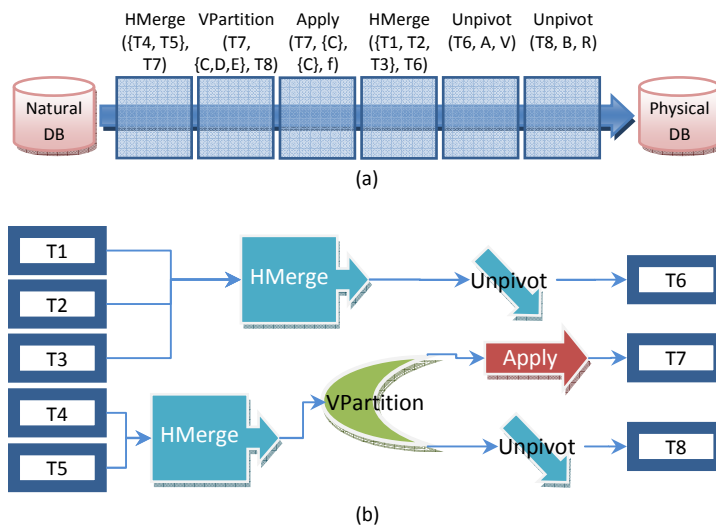 HMerge
({T4, T5},
T7)
VPartition
(T7,
{C,D,E}, T8)
Apply
(T7, {C},
{C}, f)
HMerge
({T1, T2,
T3}, T6)
Unpivot
(T6, A, V)
Unpivot
(T8, B, R)
Natural
DB
Physical
DB
(a)
T1
T2
T3
T4
T5
HMerge
Unpivot
T6
HMerge
VPartition
Apply
T7
Unpivot
T8
(b)